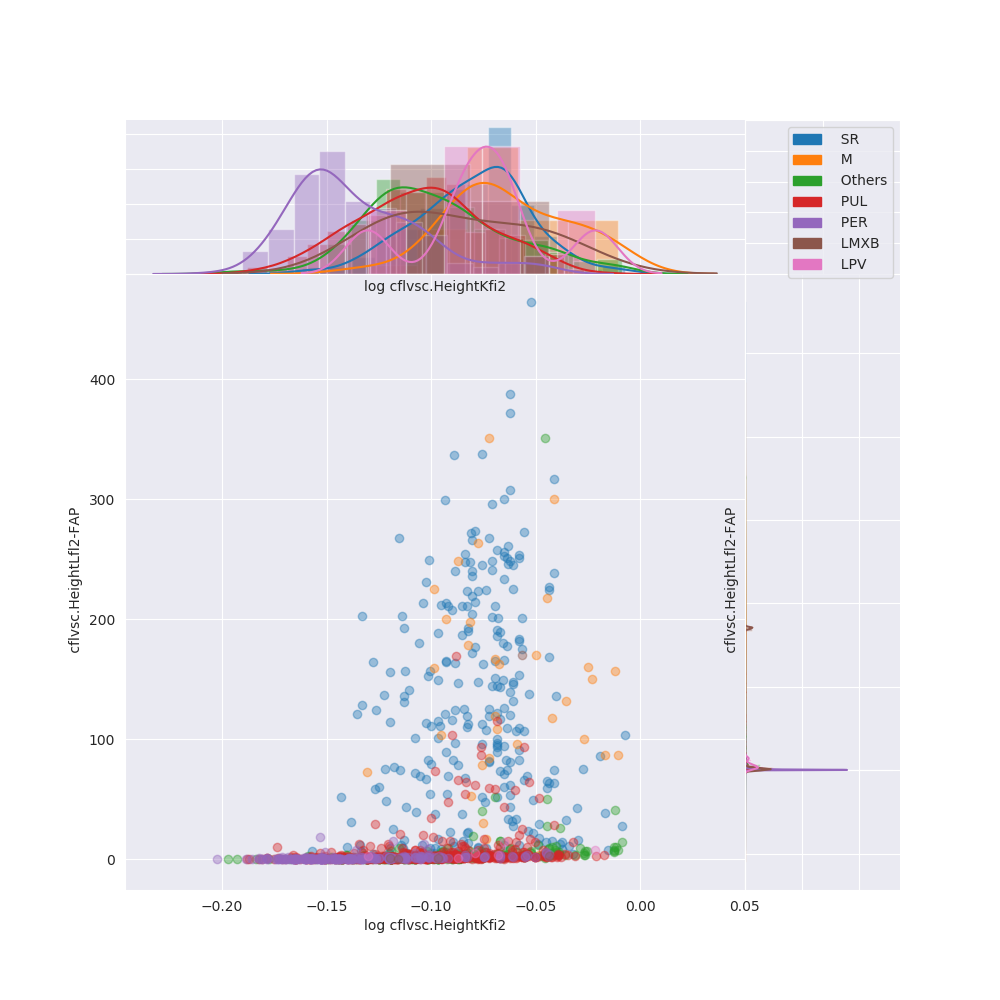 SR
M
Others
PUL
PER
LMXB
LPV
log cflvsc.HeightKfi2
400
300
200
100
0
cflvsc.HeightLfl2-FAP
cflvsc.HeightLfl2-FAP
−0.20
−0.15
−0.10
−0.05
0.00
0.05
log cflvsc.HeightKfi2